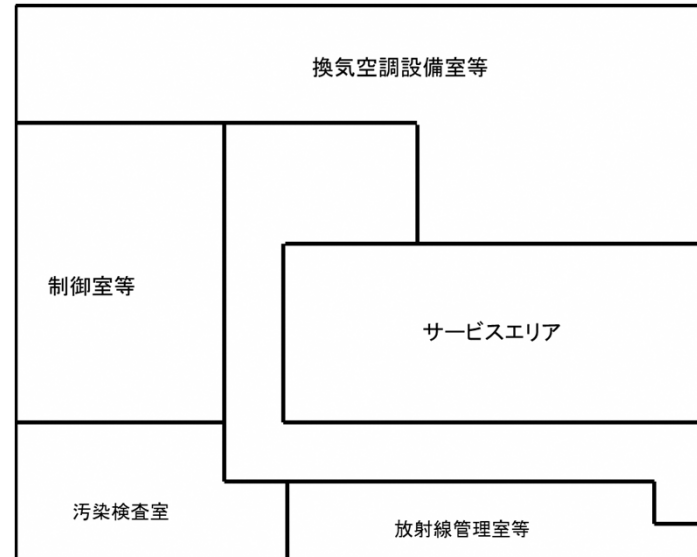 換気空調設備室等
制御室等
サービスエリア
汚染検査室
放射線管理室等